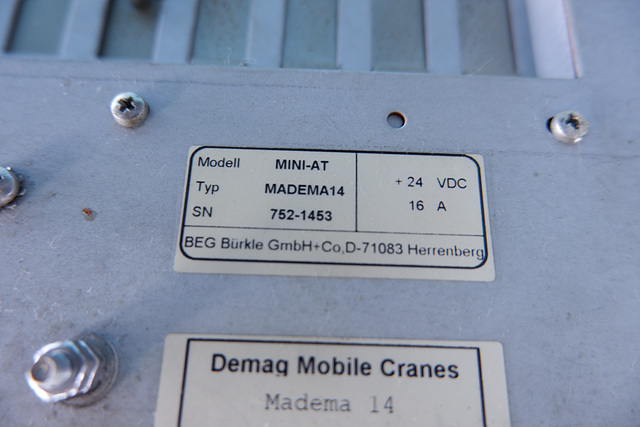 Modell MINI-AT
Typ MADEMA14
SN 752-1453
+ 24 VDC
16 A
BEG Bürkle GmbH+Co,D-71083 Herrenberg
Demag Mobile Cranes
Madema 14